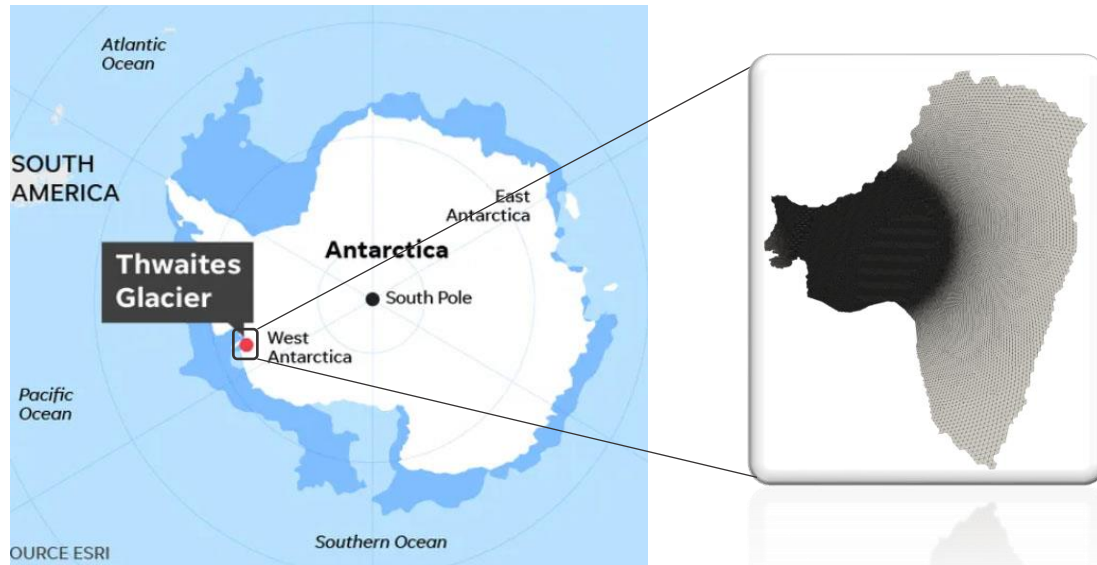 Atlantic
Ocean
SOUTH
AMERICA
East
Antarctica
Antarctica
Thwaites
Glacier
South Pole
West
Antarctica
Pacific
Ocean
Southern Ocean
OURCE ESRI